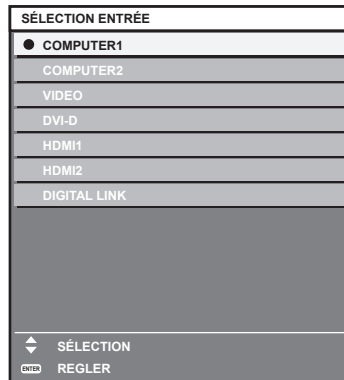 SÉLECTION ENTRÉE
COMPUTER1
COMPUTER2
VIDEO
DVI-D
HDMI1
HDMI2
DIGITAL LINK
SÉLECTION
ENTER REGLER